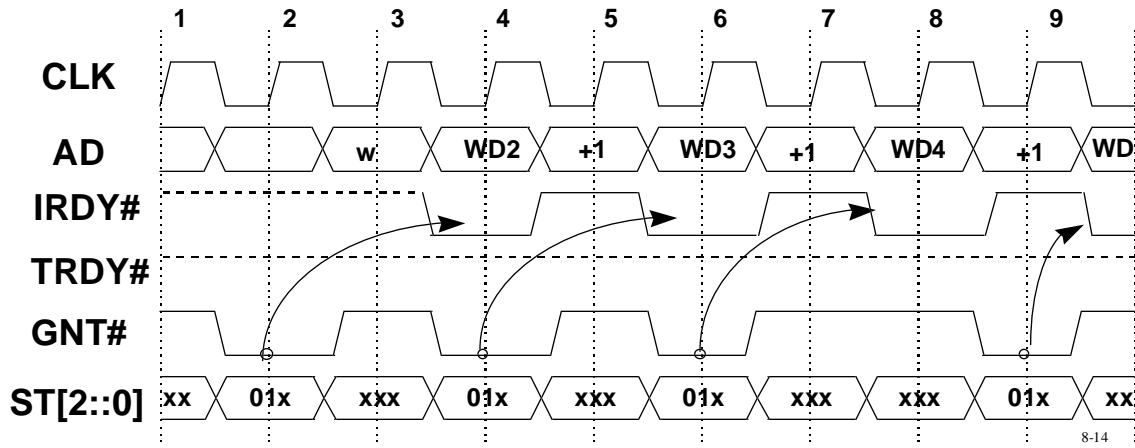 1 2 3 4 5 6 7 8 9
CLK
AD w WD2 +1 WD3 +1 WD4 +1 WD
IRDY#
TRDY#
GNT#
ST[2::0] xx 01x xxx 01x xxx 01x xxx xxx 01x xx
8-14